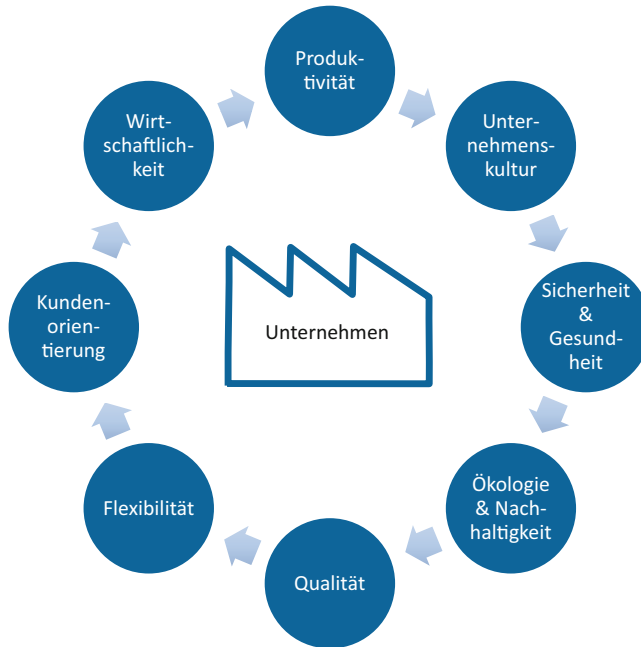 Produk-
tivität
Unter-
nehmens-
kultur
Sicherheit
&
Gesund-
heit
Ökologie
& Nach-
haltigkeit
Qualität
Flexibilität
Kunden-
orien-
tierung
Wirt-
schaftlich-
keit
Unternehmen